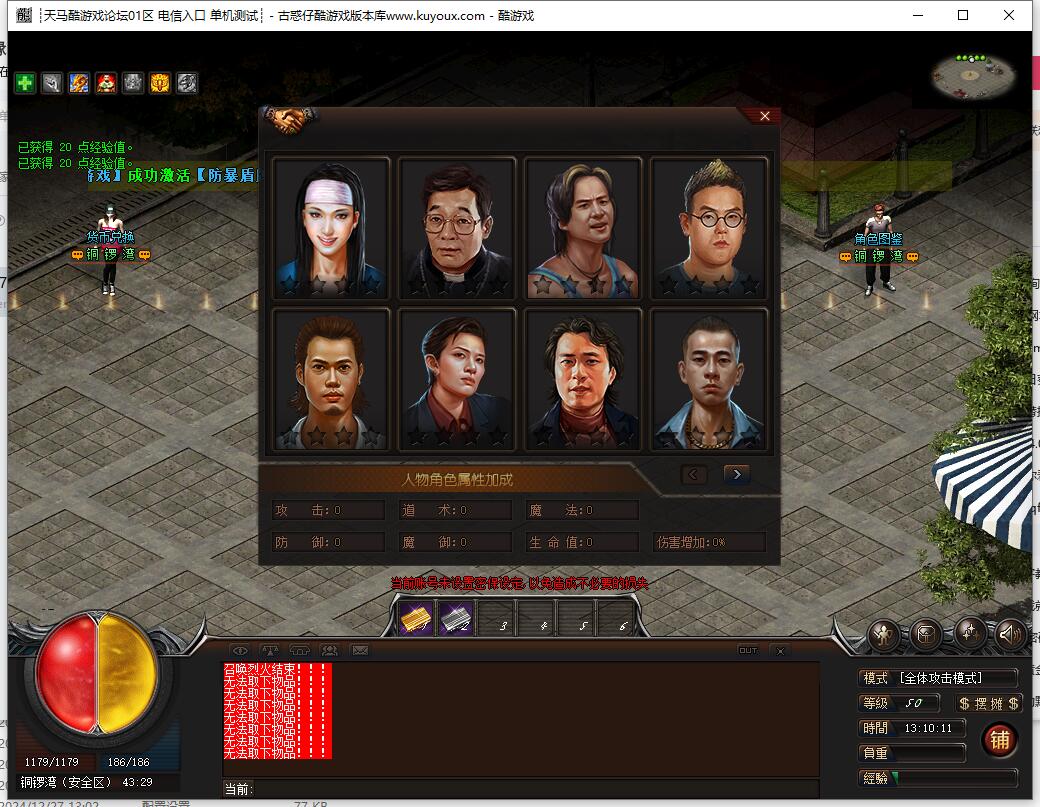 天马酷游戏论坛01区 电信入口 单机测试 - 古惑仔酷游戏版本库www.kuyoux.com - 酷游戏
已获得 20 点经验值。
已获得 20 点经验值。
游戏】成功激活【防暴盾
货币兑换
铜锣湾
角色图鉴
铜锣湾
人物角色属性加成
攻 击:0
道 术:0
魔 法:0
防 御:0
魔 御:0
生命值:0
伤害增加:0%
当前账号未设置密保设定,以免造成不必要的损失
3
4
5
6
OUT
召唤烈火结束!!!
无法取下物品!!!
无法取下物品!!!
无法取下物品!!!
无法取下物品!!!
无法取下物品!!!
无法取下物品!!!
无法取下物品!!!
当前:
1179/1179
186/186
铜锣湾(安全区) 43:29
模式 [全体攻击模式]
等级 50
$ 摆摊 $
時間 13:10:11
負重
鋪
經驗
2024/12/27 13:02
配置设置
77 KB